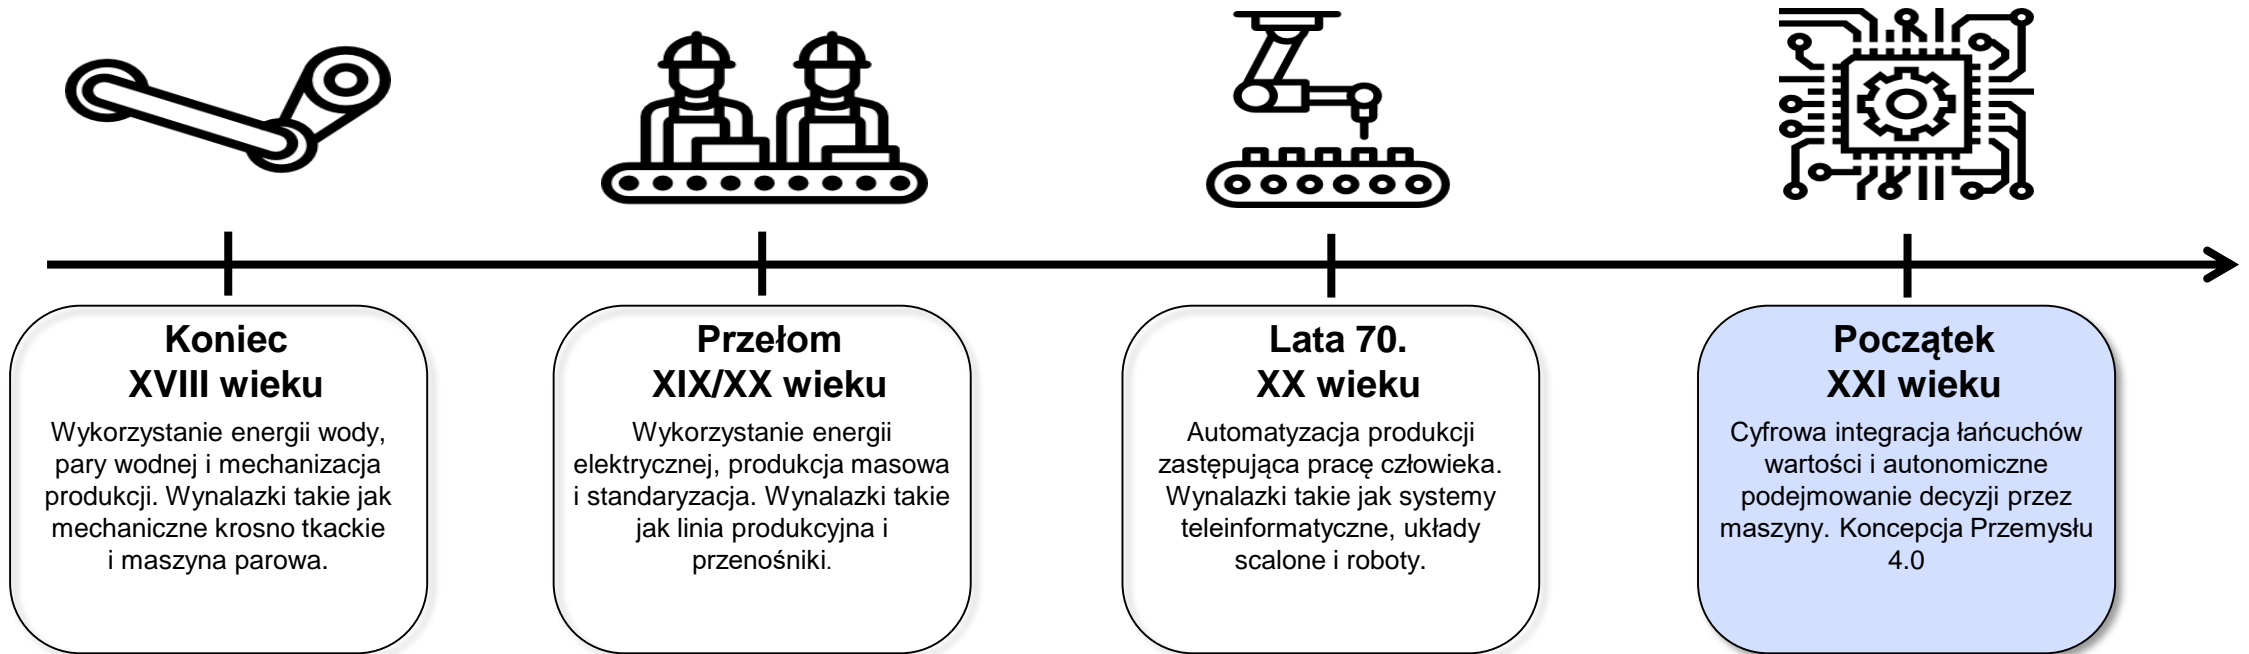 Koniec
XVIII wieku
Wykorzystanie energii wody,
pary wodnej i mechanizacja
produkcji. Wynalazki takie jak
mechaniczne krosno tkackie
i maszyna parowa.
Przełom
XIX/XX wieku
Wykorzystanie energii
elektrycznej, produkcja masowa
i standaryzacja. Wynalazki takie
jak linia produkcyjna i
przenośniki.
Lata 70.
XX wieku
Automatyzacja produkcji
zastępująca pracę człowieka.
Wynalazki takie jak systemy
teleinformatyczne, układy
scalone i roboty.
Początek
XXI wieku
Cyfrowa integracja łańcuchów
wartości i autonomiczne
podejmowanie decyzji przez
maszyny. Koncepcja Przemysłu
4.0